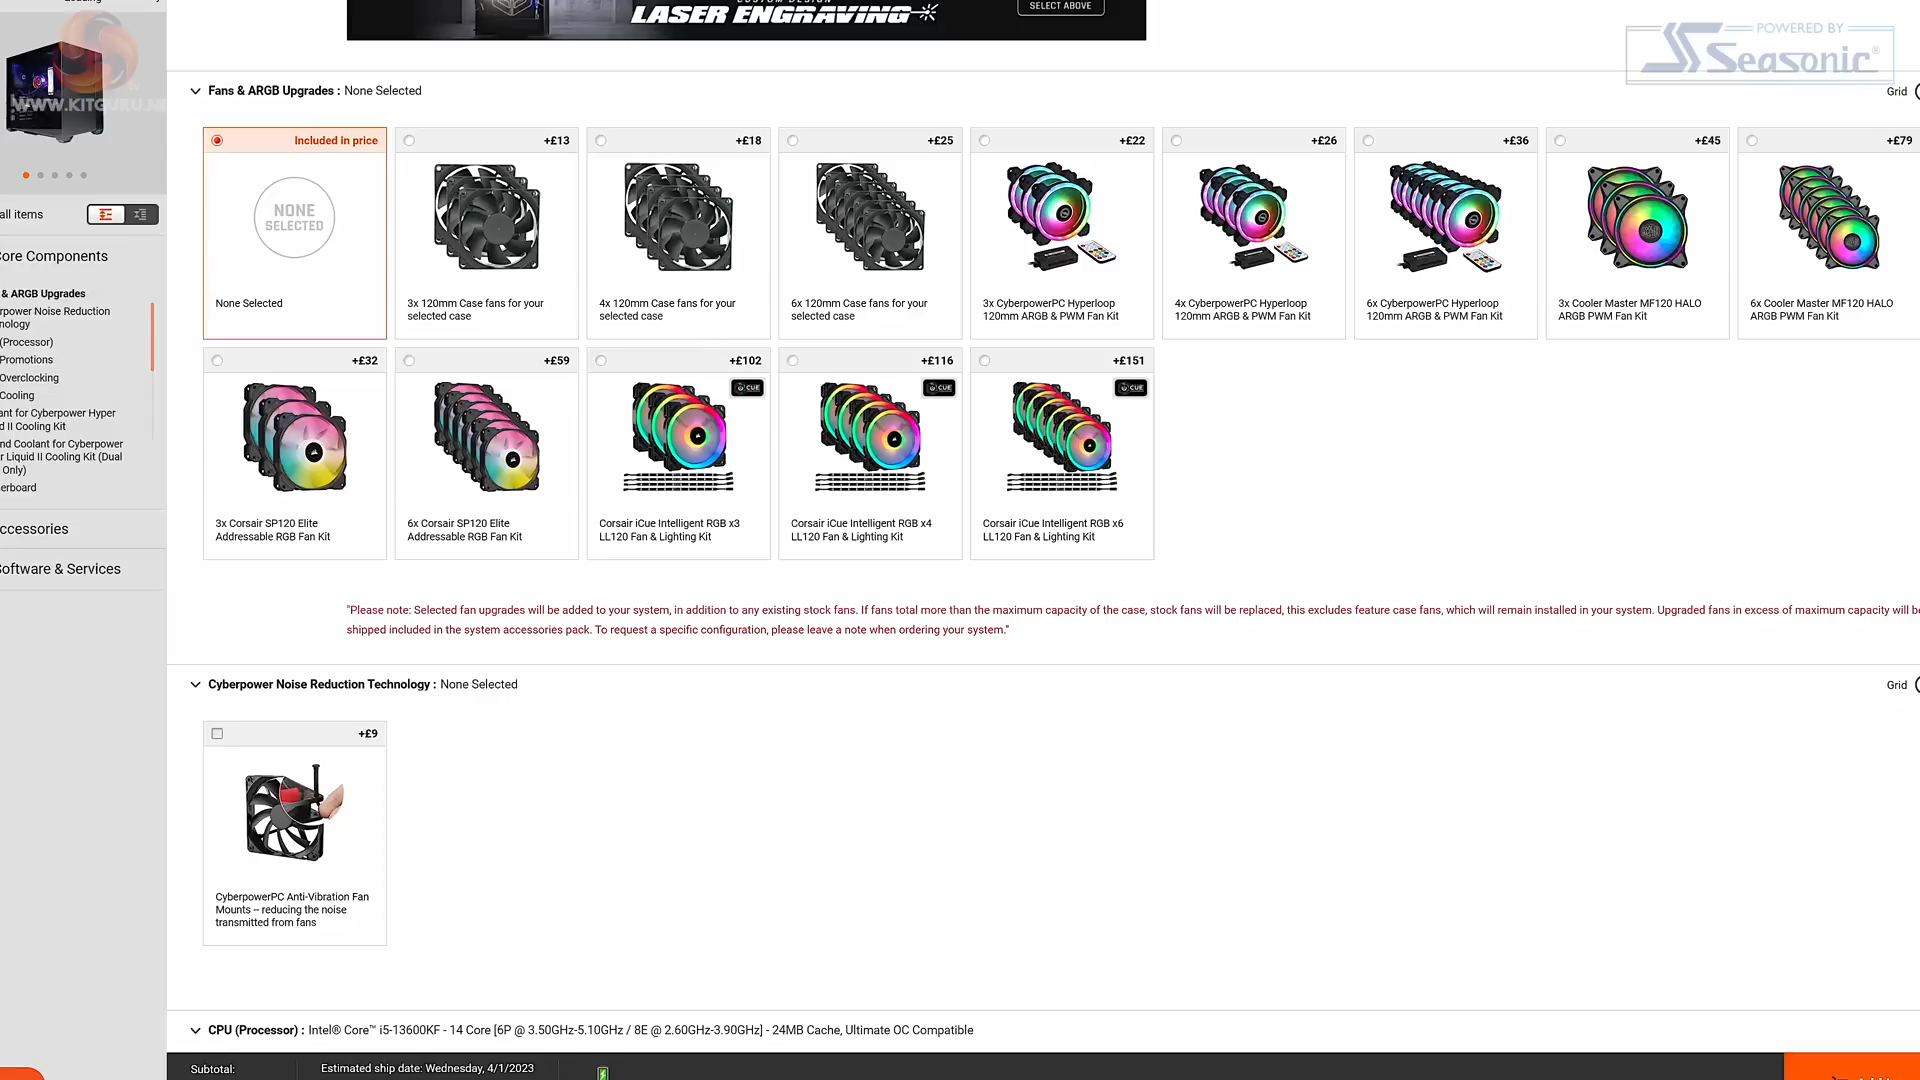 CUSTOM DESIGN
LASER ENGRAVING
SELECT ABOVE
POWERED BY
Seasonic®
WWW.KITGURU.NE
Fans & ARGB Upgrades : None Selected
Grid
Included in price
+£13
+£18
+£25
+£22
+£26
+£36
+£45
+£79
NONE
SELECTED
None Selected
3x 120mm Case fans for your
selected case
4x 120mm Case fans for your
selected case
6x 120mm Case fans for your
selected case
3x CyberpowerPC Hyperloop
120mm ARGB & PWM Fan Kit
4x CyberpowerPC Hyperloop
120mm ARGB & PWM Fan Kit
6x CyberpowerPC Hyperloop
120mm ARGB & PWM Fan Kit
3x Cooler Master MF120 HALO
ARGB PWM Fan Kit
6x Cooler Master MF120 HALO
ARGB PWM Fan Kit
all items
ore Components
& ARGB Upgrades
rpower Noise Reduction
nology
(Processor)
Promotions
Overclocking
Cooling
ant for Cyberpower Hyper
d II Cooling Kit
nd Coolant for Cyberpower
r Liquid II Cooling Kit (Dual
Only)
erboard
ccessories
oftware & Services
+£32
+£59
+£102
+£116
+£151
CUE
CUE
CUE
3x Corsair SP120 Elite
Addressable RGB Fan Kit
6x Corsair SP120 Elite
Addressable RGB Fan Kit
Corsair iCue Intelligent RGB x3
LL120 Fan & Lighting Kit
Corsair iCue Intelligent RGB x4
LL120 Fan & Lighting Kit
Corsair iCue Intelligent RGB x6
LL120 Fan & Lighting Kit
"Please note: Selected fan upgrades will be added to your system, in addition to any existing stock fans. If fans total more than the maximum capacity of the case, stock fans will be replaced, this excludes feature case fans, which will remain installed in your system. Upgraded fans in excess of maximum capacity will be
shipped included in the system accessories pack. To request a specific configuration, please leave a note when ordering your system."
Cyberpower Noise Reduction Technology : None Selected
Grid
+£9
CyberpowerPC Anti-Vibration Fan
Mounts -- reducing the noise
transmitted from fans
CPU (Processor) : Intel® Core™ i5-13600KF - 14 Core [6P @ 3.50GHz-5.10GHz / 8E @ 2.60GHz-3.90GHz] - 24MB Cache, Ultimate OC Compatible
Subtotal:
Estimated ship date: Wednesday, 4/1/2023